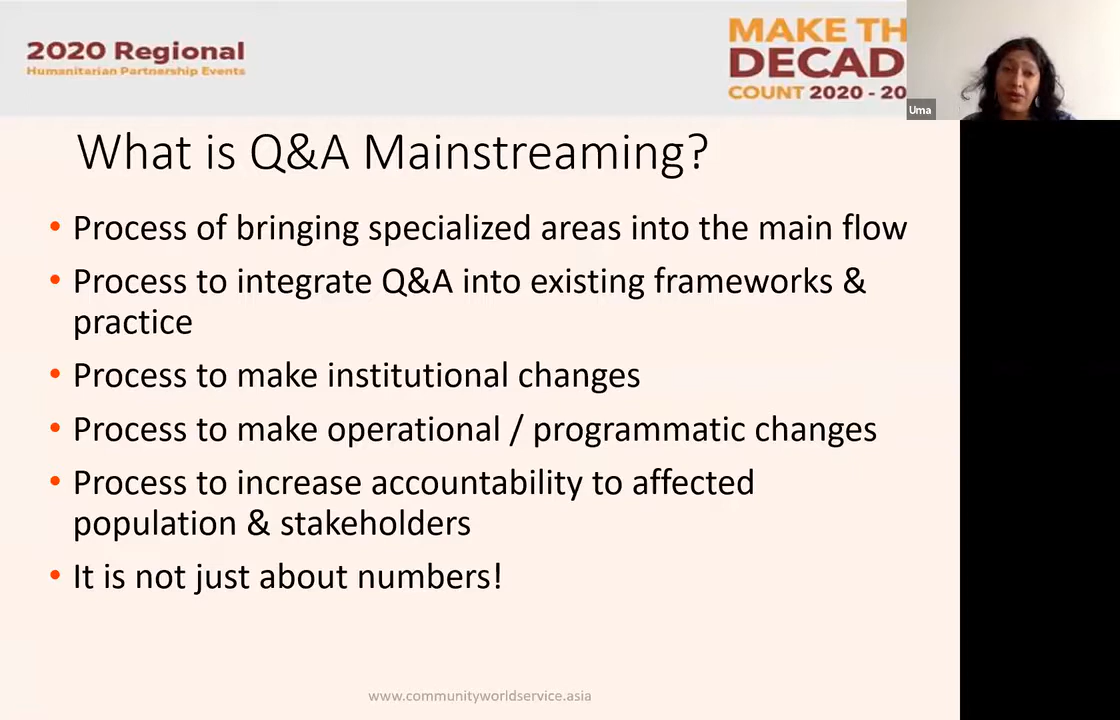 2020 Regional
Humanitarian Partnership Events
MAKE TH
DECAD
COUNT 2020 - 20
Uma
What is Q&A Mainstreaming?
• Process of bringing specialized areas into the main flow
• Process to integrate Q&A into existing frameworks &
practice
• Process to make institutional changes
• Process to make operational / programmatic changes
• Process to increase accountability to affected
population & stakeholders
• It is not just about numbers!
www.communityworldservice.asia